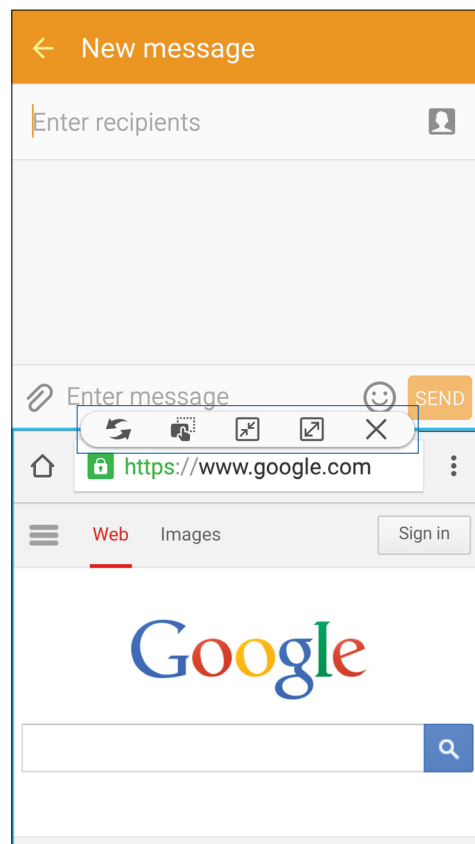 New message
Enter recipients
Enter message
SEND
https://www.google.com
Web Images Sign in
Google